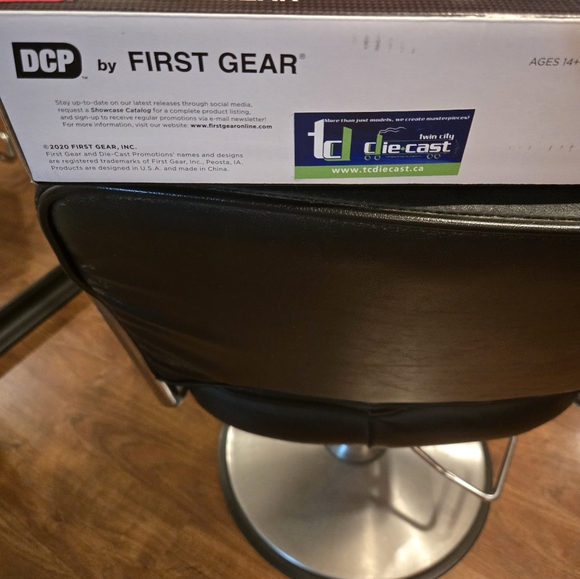 DCP™ by FIRST GEAR®
AGES 14+
Stay up-to-date on our latest releases through social media,
request a Showcase Catalog for a complete product listing,
and sign-up to receive regular promotions via e-mail newsletter!
For more information, visit our website: www.firstgearonline.com
©2020 FIRST GEAR, INC.
First Gear and Die-Cast Promotions' names and designs
are registered trademarks of First Gear, Inc., Peosta, IA.
Products are designed in U.S.A. and made in China.
More than just models, we create masterpieces!
tcd twin city
die-cast
www.tcdiecast.ca